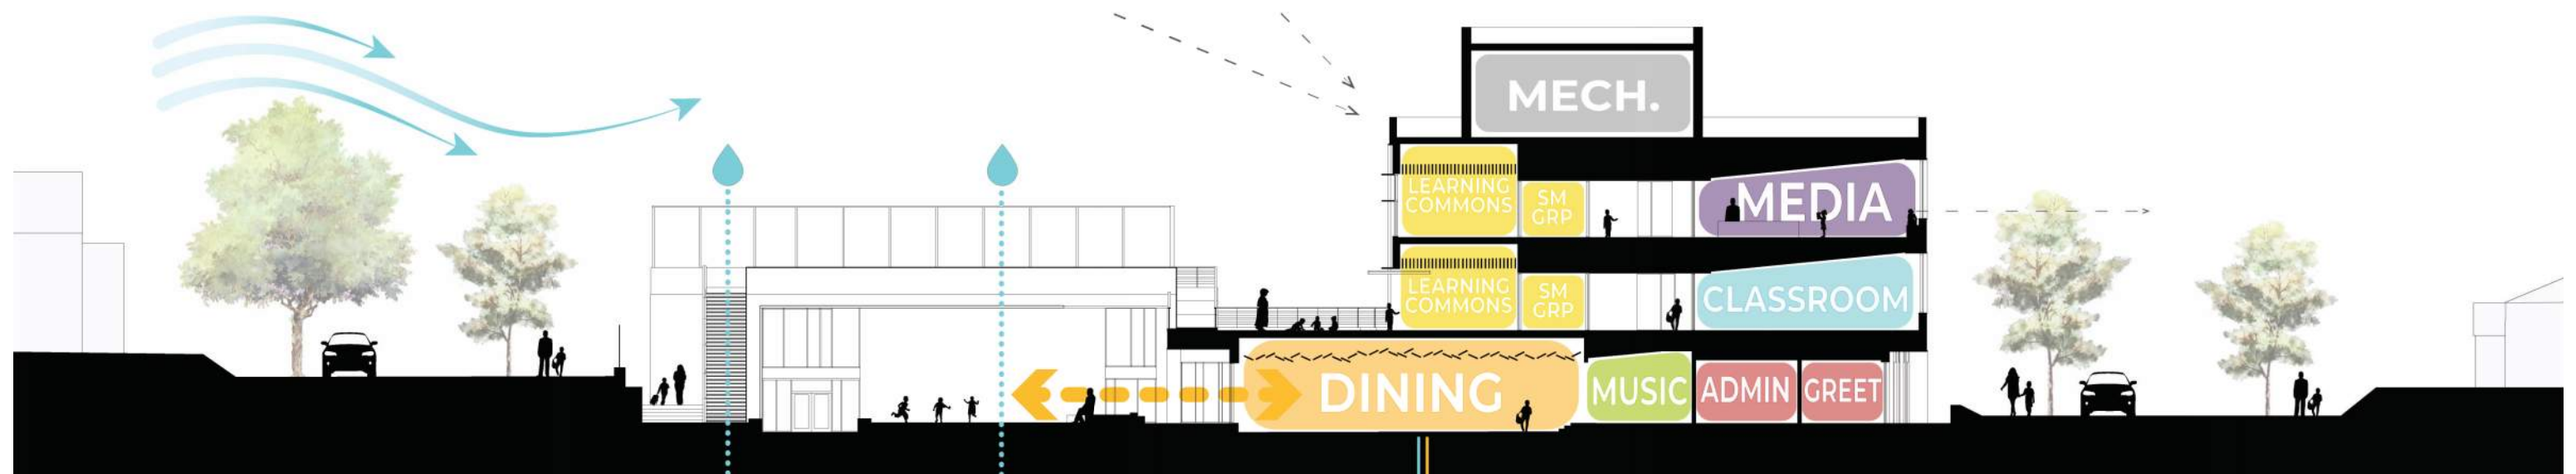 MECH.
LEARNING
COMMONS
SM
GRP
MEDIA
LEARNING
COMMONS
SM
GRP
CLASSROOM
DINING
MUSIC
ADMIN
GREET